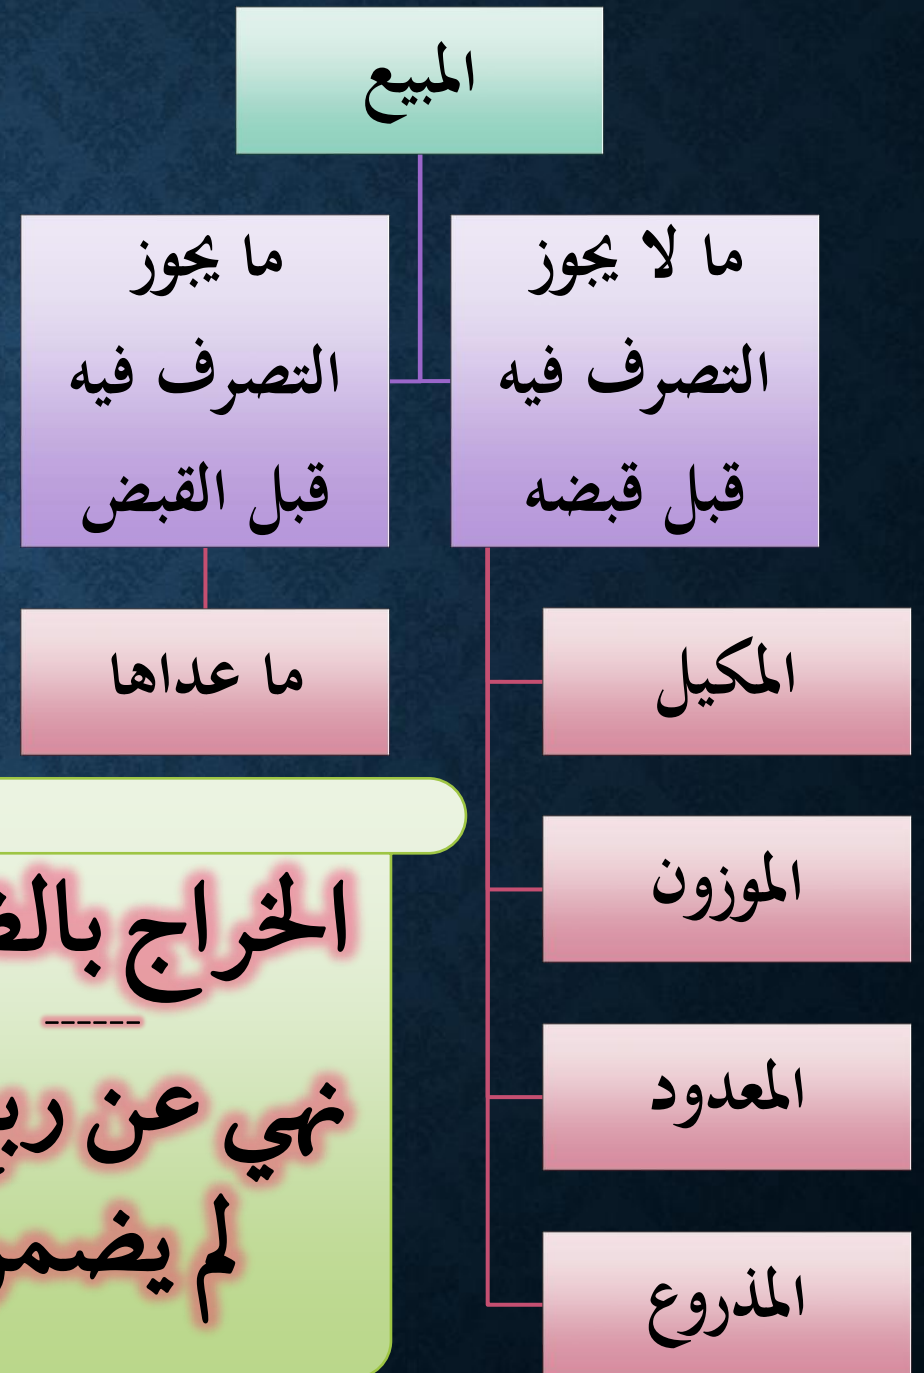 المبيع
ما لا يجوز
التصرف فيه
قبل قبضه
ما يجوز
التصرف فيه
قبل القبض
المكيل
الموزون
المعدود
المذروع
ما عداها
الخراج
------
نهي عن
لم